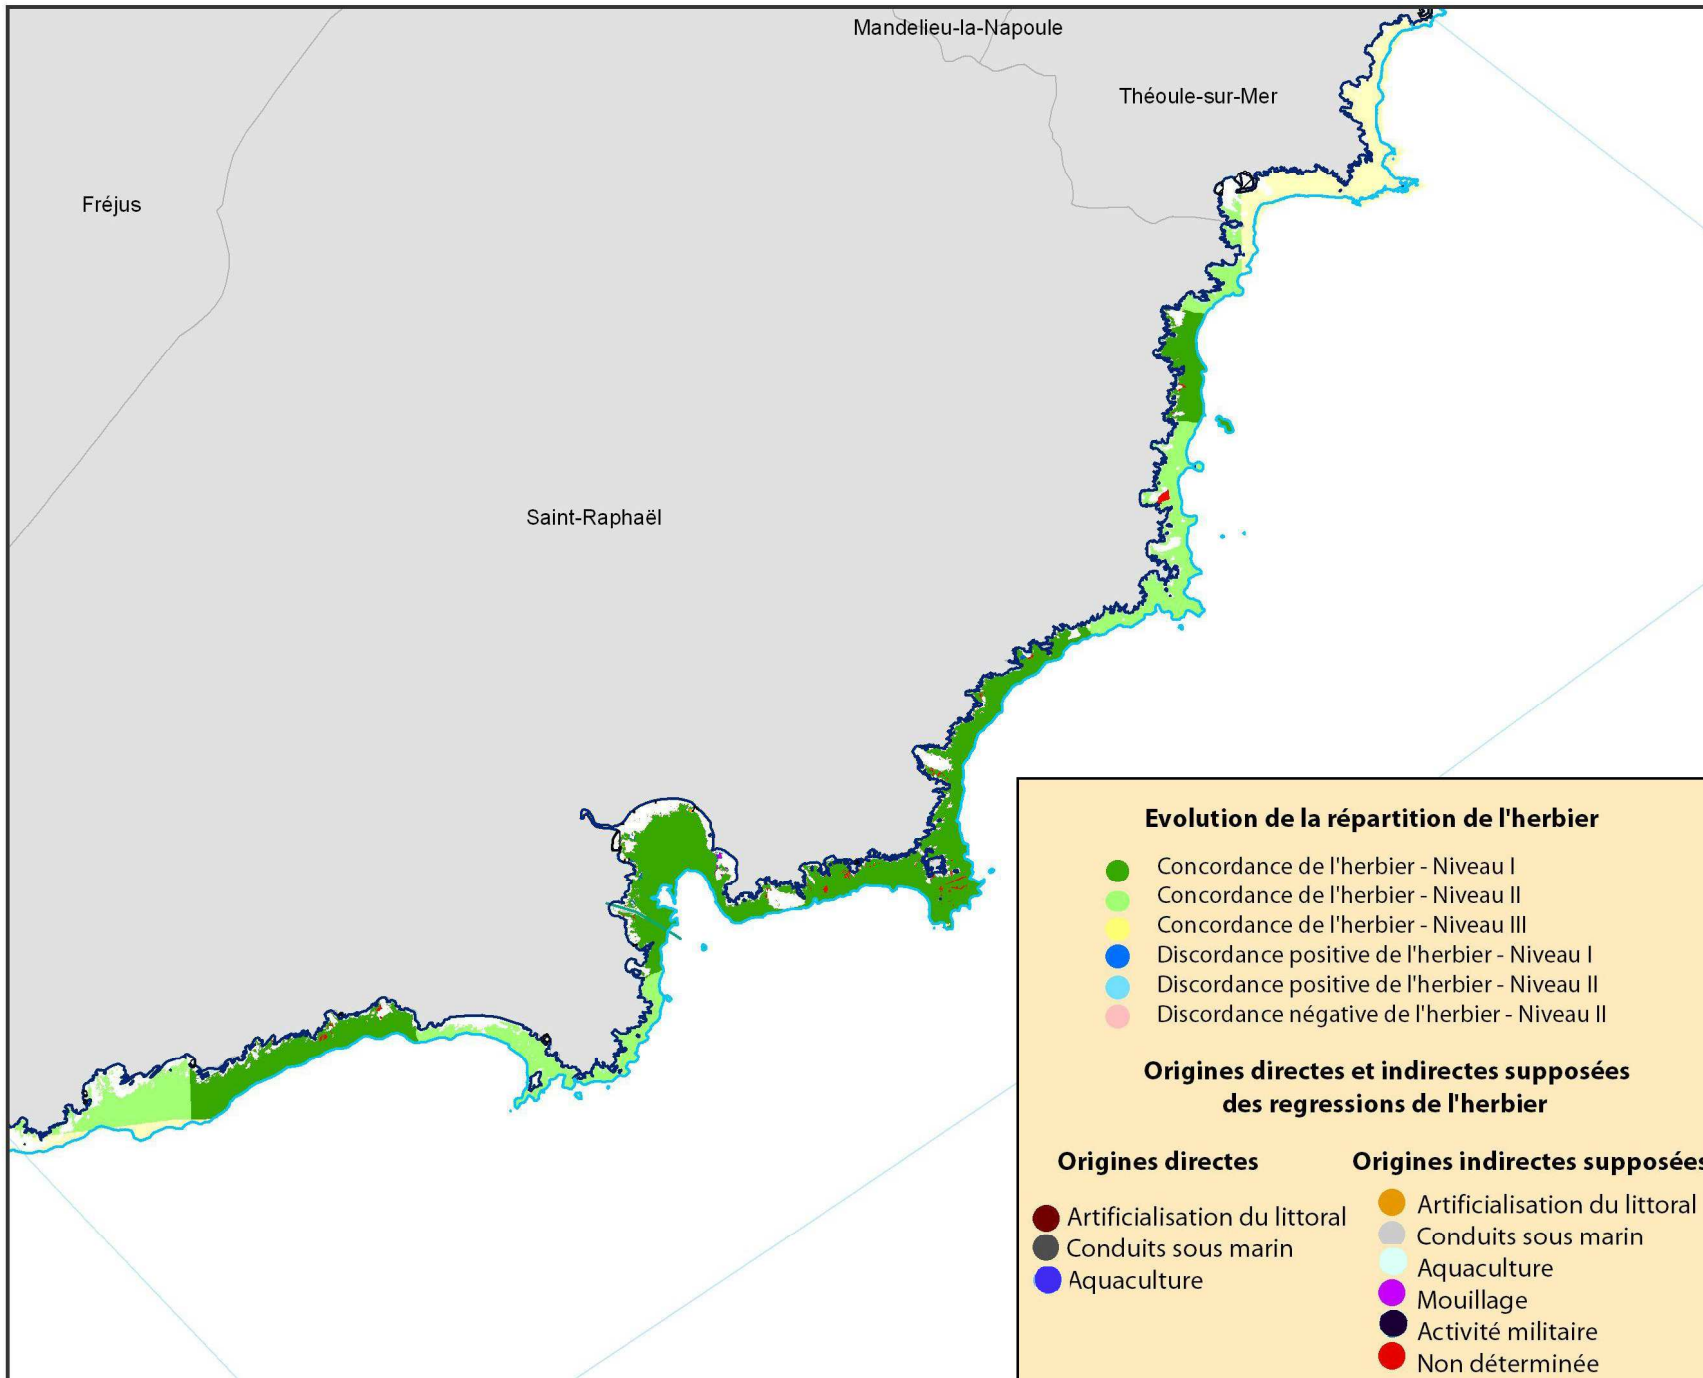 Mandelieu-la-Napoule
Théoule-sur-Mer
Fréjus
Saint-Raphaël
Evolution de la répartition de l'herbier
Concordance de l'herbier - Niveau I
Concordance de l'herbier - Niveau II
Concordance de l'herbier - Niveau III
Discordance positive de l'herbier - Niveau I
Discordance positive de l'herbier - Niveau II
Discordance négative de l'herbier - Niveau II
Origines directes et indirectes supposées
des regressions de l'herbier
Origines directes
Artificialisation du littoral
Conduits sous marin
Aquaculture
Origines indirectes supposées
Artificialisation du littoral
Conduits sous marin
Aquaculture
Mouillage
Activité militaire
Non déterminée